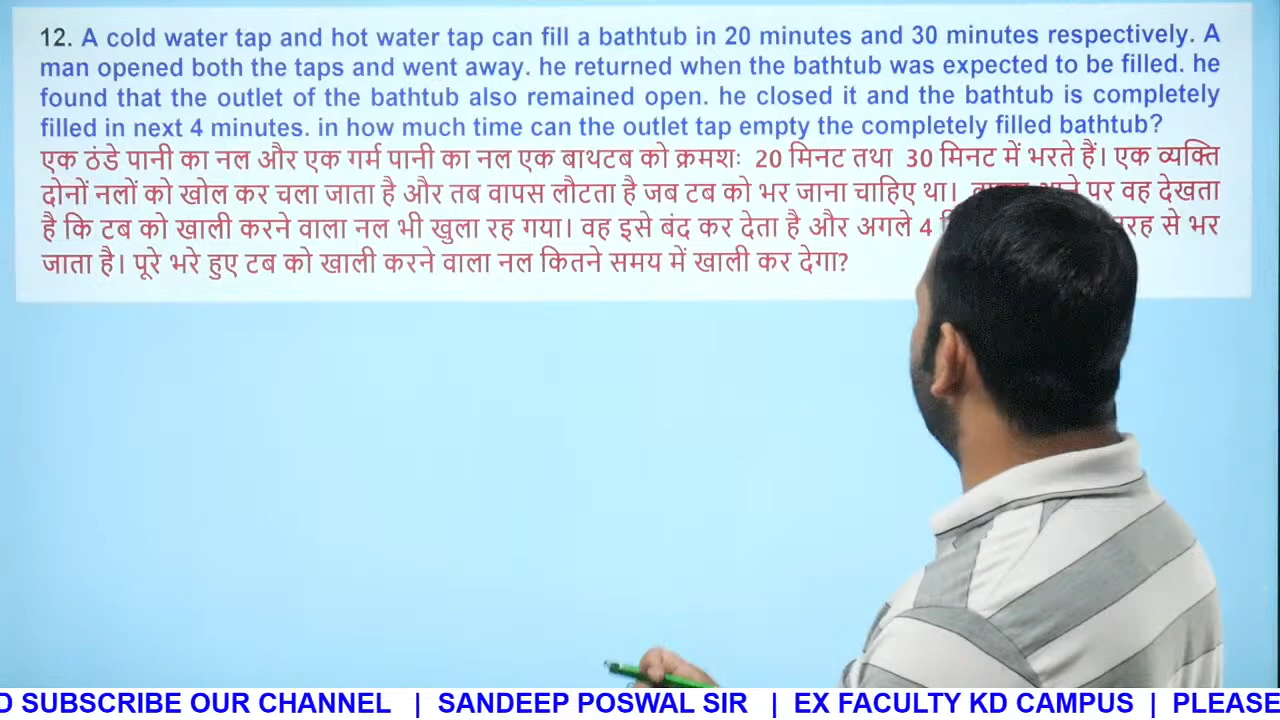 12. A cold water tap and hot water tap can fill a bathtub in 20 minutes and 30 minutes respectively. A
man opened both the taps and went away. he returned when the bathtub was expected to be filled. he
found that the outlet of the bathtub also remained open. he closed it and the bathtub is completely
filled in next 4 minutes. in how much time can the outlet tap empty the completely filled bathtub?
एक ठंडे पानी का नल और एक गर्म पानी का नल एक बाथटब को क्रमशः 20 मिनट तथा 30 मिनट में भरते हैं। एक व्यक्ति
दोनों नलों को खोल कर चला जाता है और तब वापस लौटता है जब टब को भर जाना चाहिए था। पर वह देखता
है कि टब को खाली करने वाला नल भी खुला रह गया। वह इसे बंद कर देता है और अगले 4 से भर
जाता है। पूरे भरे हुए टब को खाली करने वाला नल कितने समय में खाली कर देगा?
SUBSCRIBE OUR CHANNEL | SANDEEP POSWAL SIR | EX FACULTY KD CAMPUS | PLEASE